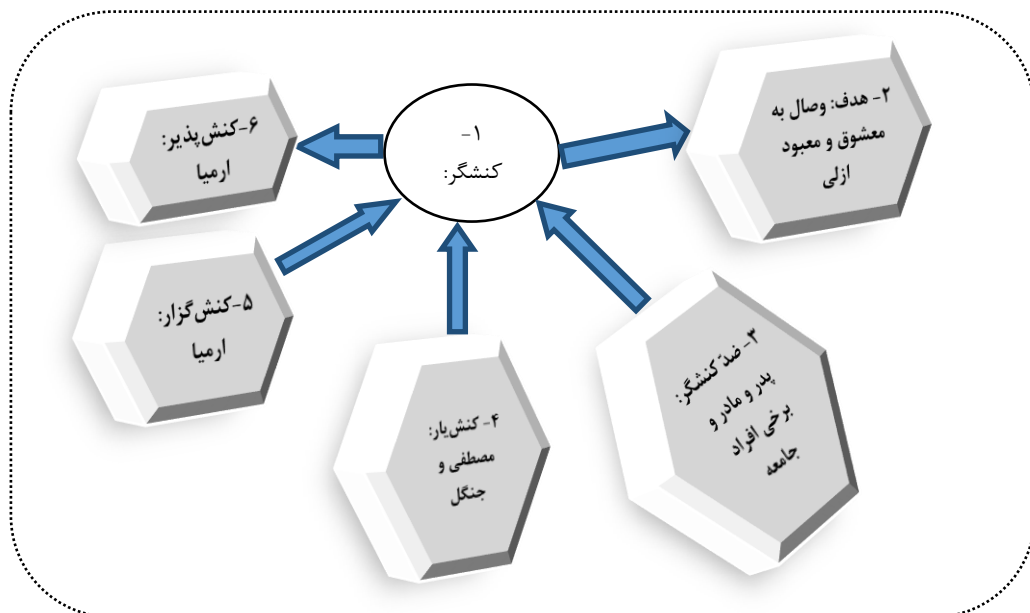 ۱-
کنشگر:
۲- هدف: وصال به
معشوق و معبود
ازلی
۳- ضدّ کنشگر:
پدر و مادر و
برخی افراد
جامعه
۴- کنش‌یار:
مصطفی و
جنگل
۵-کنش‌گزار:
ارمیا
۶-کنش‌پذیر:
ارمیا